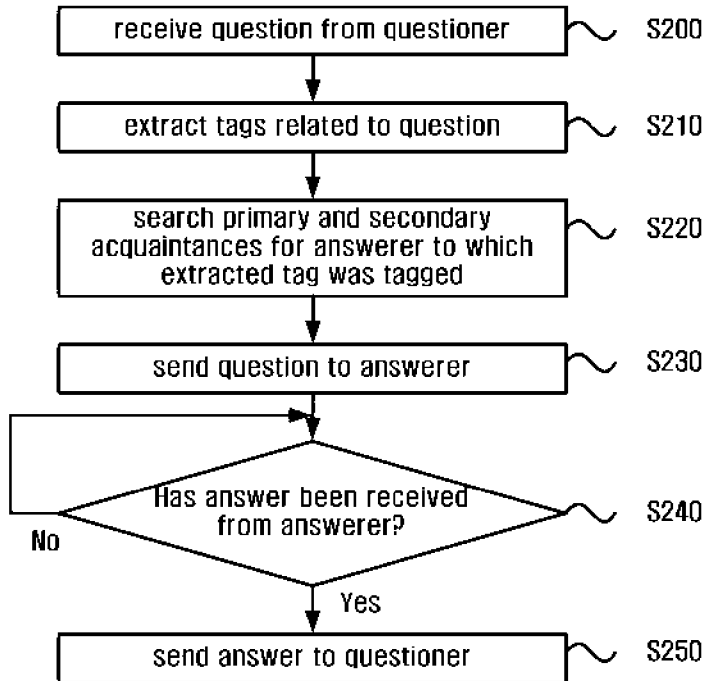 receive question from questioner
S200
extract tags related to question
S210
search primary and secondary
acquaintances for answerer to which
extracted tag was tagged
S220
send question to answerer
S230
Has answer been received
from answerer?
S240
No
Yes
send answer to questioner
S250